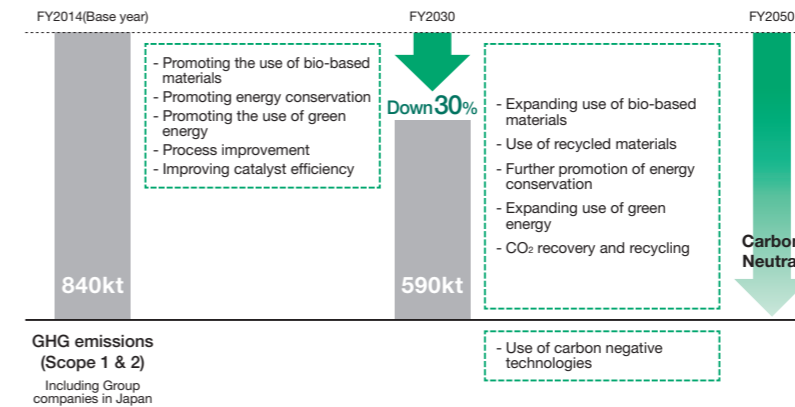 FY2014(Base year)
FY2030
FY2050
- Promoting the use of bio-based
materials
- Promoting energy conservation
- Promoting the use of green
energy
- Process improvement
- Improving catalyst efficiency
Down30%
- Expanding use of bio-based
materials
- Use of recycled materials
- Further promotion of energy
conservation
- Expanding use of green
energy
- CO2 recovery and recycling
Carbon
Neutra
840kt
590kt
GHG emissions
(Scope 1 & 2)
Including Group
companies in Japan
- Use of carbon negative
technologies